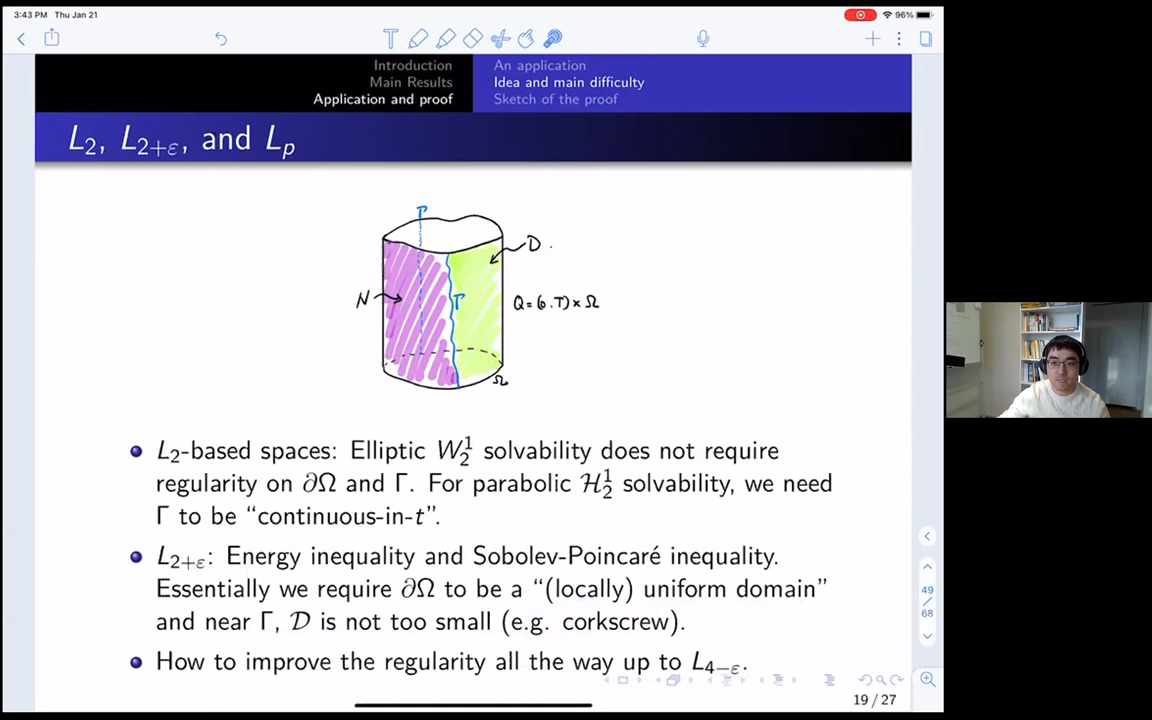 3:43 PM Thu Jan 21
96%
Introduction
Main Results
Application and proof
An application
Idea and main difficulty
Sketch of the proof
L₂, L₂₊ε, and Lₚ
Γ
D
N
Γ
Q=(0,T)×Ω
Ω
L₂-based spaces: Elliptic W₂¹ solvability does not require
regularity on ∂Ω and Γ. For parabolic ℋ₂¹ solvability, we need
Γ to be “continuous-in-t”.
L₂₊ε: Energy inequality and Sobolev-Poincaré inequality.
Essentially we require ∂Ω to be a “(locally) uniform domain”
and near Γ, 𝒟 is not too small (e.g. corkscrew).
How to improve the regularity all the way up to L₄₋ε.
19 / 27
49
/
68